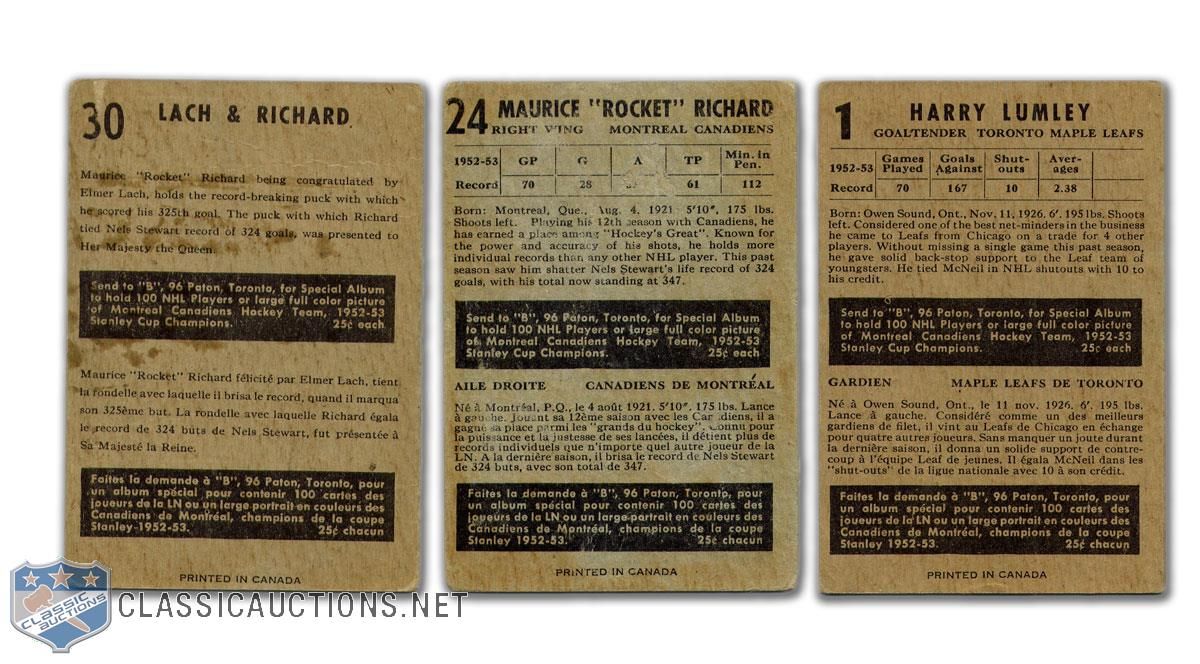 30 LACH & RICHARD
Maurice "Rocket" Richard being congratulated by
Elmer Lach, holds the record-breaking puck with which
he scored his 325th goal. The puck with which Richard
tied Nels Stewart record of 324 goals, was presented to
Her Majesty the Queen.
Send to "B", 96 Paton, Toronto, for Special Album
to hold 100 NHL Players or large full color picture
of Montreal Canadiens Hockey Team, 1952-53
Stanley Cup Champions. 25¢ each
Maurice "Rocket" Richard félicité par Elmer Lach, tient
la rondelle avec laquelle il brisa le record, quand il marqua
son 325ème but. La rondelle avec laquelle Richard égala
le record de 324 buts de Nels Stewart, fut présentée à
Sa Majesté la Reine.
Faites la demande à "B", 96 Paton, Toronto, pour
un album spécial pour contenir 100 cartes des
joueurs de la LN ou un large portrait en couleurs des
Canadiens de Montréal, champions de la coupe
Stanley 1952-53. 25¢ chacun
PRINTED IN CANADA
24 MAURICE "ROCKET" RICHARD
RIGHT WING MONTREAL CANADIENS
1952-53 GP G A TP Min. in Pen.
Record 70 28 61 112
Born: Montreal, Que., Aug. 4, 1921 5'10", 175 lbs.
Shoots left. Playing his 12th season with Canadiens, he
has earned a place among "Hockey's Great". Known for
the power and accuracy of his shots, he holds more
individual records than any other NHL player. This past
season saw him shatter Nels Stewart's life record of 324
goals, with his total now standing at 347.
Send to "B", 96 Paton, Toronto, for Special Album
to hold 100 NHL Players or large full color picture
of Montreal Canadiens Hockey Team, 1952-53
Stanley Cup Champions. 25¢ each
AILE DROITE CANADIENS DE MONTRÉAL
Né à Montréal, P.Q., le 4 août 1921. 5'10", 175 lbs. Lance
à gauche. Jouant sa 12ème saison avec les Canadiens, il a
gagné sa place parmi les "grands du hockey". Connu pour
la puissance et la justesse de ses lancées, il détient plus de
records individuels que n'importe quel autre joueur de la
LN. A la dernière saison, il brisa le record de Nels Stewart
de 324 buts, avec son total de 347.
Faites la demande à "B", 96 Paton, Toronto, pour
un album spécial pour contenir 100 cartes des
joueurs de la LN ou un large portrait en couleurs des
Canadiens de Montréal, champions de la coupe
Stanley 1952-53. 25¢ chacun
PRINTED IN CANADA
1 HARRY LUMLEY
GOALTENDER TORONTO MAPLE LEAFS
1952-53 Games Played Goals Against Shut-outs Aver-ages
Record 70 167 10 2.38
Born: Owen Sound, Ont., Nov. 11, 1926. 6', 195 lbs. Shoots
left. Considered one of the best net-minders in the business
he came to Leafs from Chicago on a trade for 4 other
players. Without missing a single game this past season,
he gave solid back-stop support to the Leaf team of
youngsters. He tied McNeil in NHL shutouts with 10 to
his credit.
Send to "B", 96 Paton, Toronto, for Special Album
to hold 100 NHL Players or large full color picture
of Montreal Canadiens Hockey Team, 1952-53
Stanley Cup Champions. 25¢ each
GARDIEN MAPLE LEAFS DE TORONTO
Né à Owen Sound, Ont., le 11 nov. 1926. 6', 195 lbs.
Lance à gauche. Considéré comme un des meilleurs
gardiens de filet, il vint au Leafs de Chicago en échange
pour quatre autres joueurs. Sans manquer un joute durant
la dernière saison, il donna un solide support de contre-
coup à l'équipe Leaf de jeunes. Il égala McNeil dans les
"shut-outs" de la ligue nationale avec 10 à son crédit.
Faites la demande à "B", 96 Paton, Toronto, pour
un album spécial pour contenir 100 cartes des
joueurs de la LN ou un large portrait en couleurs des
Canadiens de Montréal, champions de la coupe
Stanley 1952-53. 25¢ chacun
PRINTED IN CANADA
CLASSIC AUCTIONS
CLASSICAUCTIONS.NET